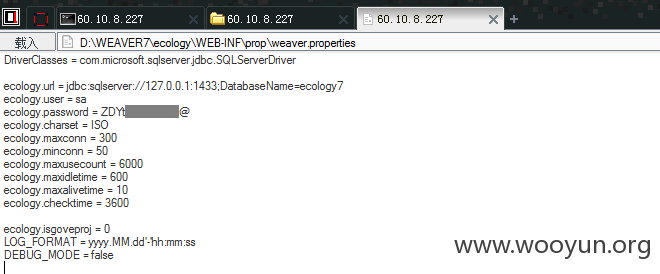 60. 10. 8. 227
60. 10. 8. 227
60. 10. 8. 227
载入
D:\WEAVER7\ecology\WEB-INF\prop\weaver.properties
DriverClasses = com.microsoft.sqlserver.jdbc.SQLServerDriver
ecology.url = jdbc:sqlserver://127.0.0.1:1433;DatabaseName=ecology7
ecology.user = sa
ecology.password = ZDYt @
ecology.charset = ISO
ecology.maxconn = 300
ecology.minconn = 50
ecology.maxusecount = 6000
ecology.maxidletime = 600
ecology.maxalivetime = 10
ecology.checktime = 3600
ecology.isgoveproj = 0
LOG_FORMAT = yyyy.MM.dd'-'hh:mm:ss
DEBUG_MODE = false
www.wooyun.org